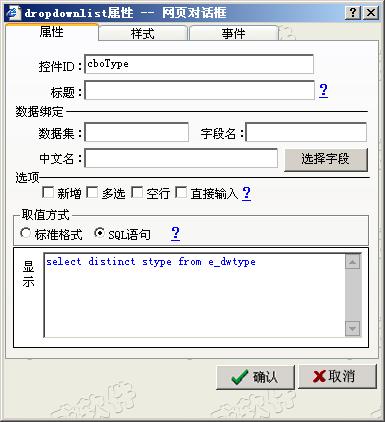 dropdownlist属性 -- 网页对话框
属性 样式 事件
控件ID： cboType
标题： ?
数据绑定
数据集： 字段名：
中文名： 选择字段
选项
新增 多选 空行 直接输入 ?
取值方式
标准格式 SQL语句 ?
显示
select distinct stype from e_dwtype
确认 取消